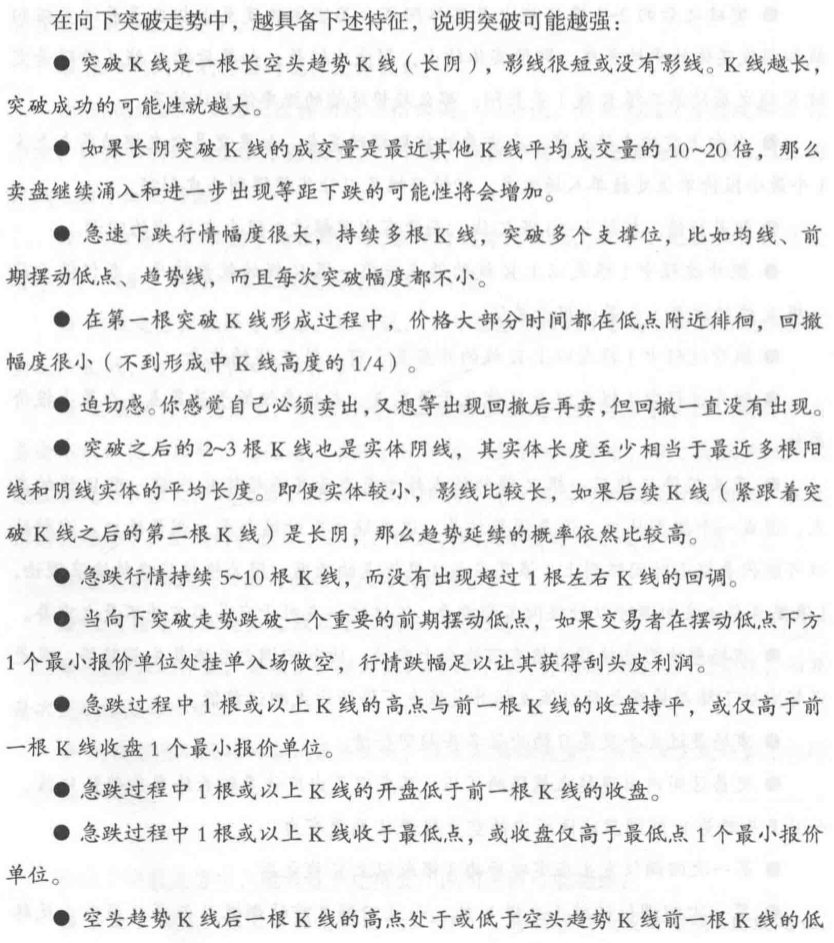 在向下突破走势中，越具备下述特征，说明突破可能越强：
●突破K线是一根长空头趋势K线（长阴），影线很短或没有影线。K线越长，
突破成功的可能性就越大。
●如果长阴突破K线的成交量是最近其他K线平均成交量的10~20倍，那么
卖盘继续涌入和进一步出现等距下跌的可能性将会增加。
●急速下跌行情幅度很大，持续多根K线，突破多个支撑位，比如均线、前
期摆动低点、趋势线，而且每次突破幅度都不小。
●在第一根突破K线形成过程中，价格大部分时间都在低点附近徘徊，回撤
幅度很小（不到形成中K线高度的1/4）。
●迫切感。你感觉自己必须卖出，又想等出现回撤后再卖，但回撤一直没有出现。
●突破之后的2~3根K线也是实体阴线，其实体长度至少相当于最近多根阳
线和阴线实体的平均长度。即使实体较小，影线比较长，如果后续K线（紧跟着突
破K线之后的第二根K线）是长阴，那么趋势延续的概率依然比较高。
●急跌行情持续5~10根K线，而没有出现超过1根左右K线的回调。
●当向下突破走势跌破一个重要的前期摆动低点，如果交易者在摆动低点下方
1个最小报价单位处挂单入场做空，行情跌幅足以让其获得刮头皮利润。
●急跌过程中1根或以上K线的高点与前一根K线的收盘持平，或仅高于前
一根K线收盘1个最小报价单位。
●急跌过程中1根或以上K线的开盘低于前一根K线的收盘。
●急跌过程中1根或以上K线收于最低点，或收盘仅高于最低点1个最小报价
单位。
●空头趋势K线后一根K线的高点处于或低于空头趋势K线前一根K线的低